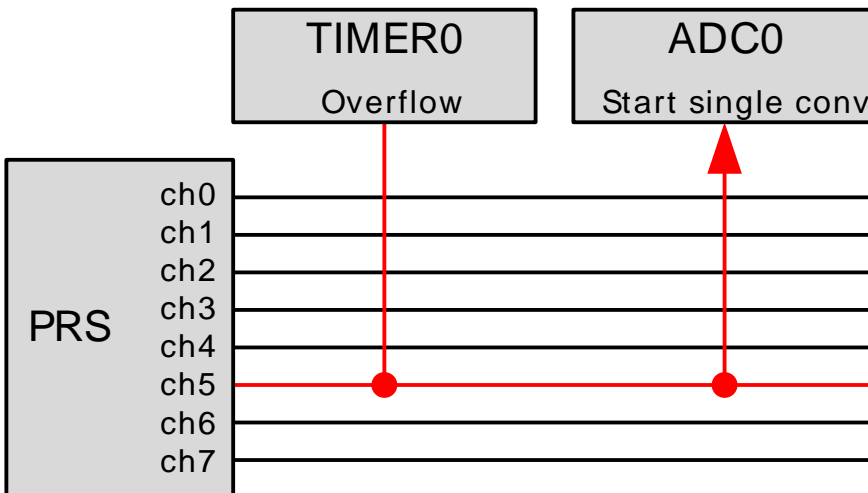 TIMER0
Overflow
ADC0
Start single conv
PRS
ch0
ch1
ch2
ch3
ch4
ch5
ch6
ch7